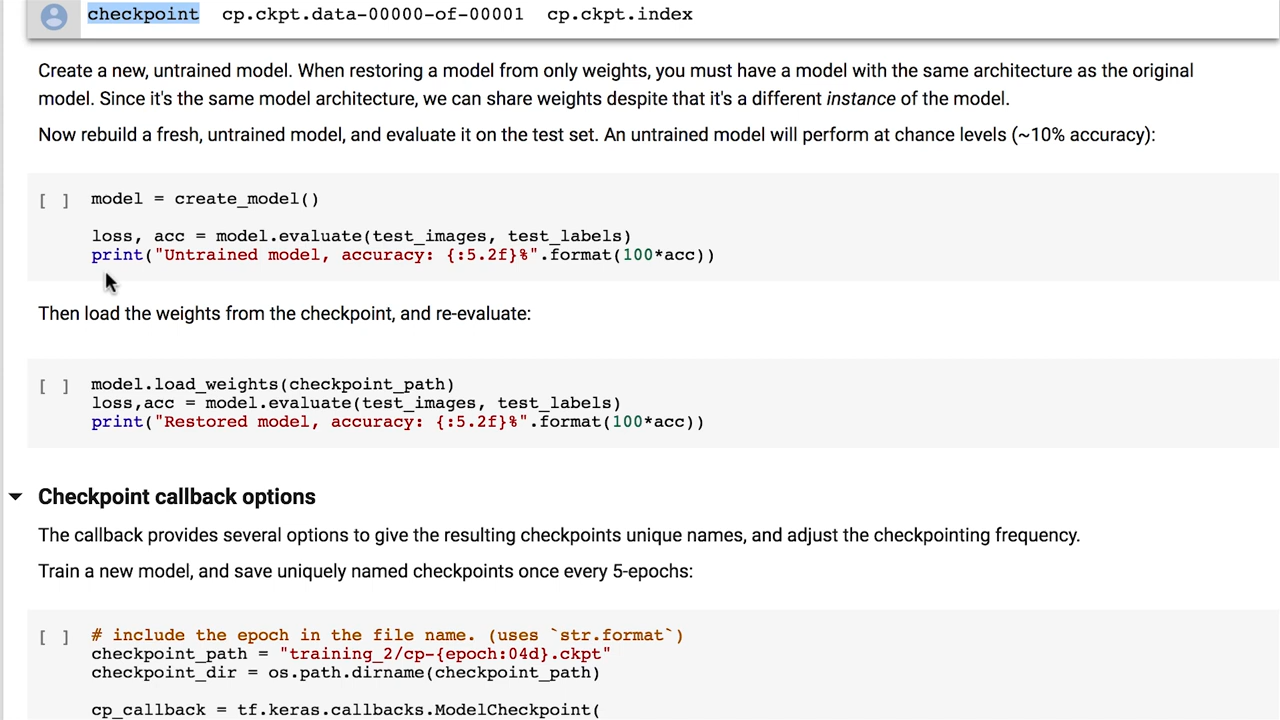 checkpoint cp.ckpt.data-00000-of-00001 cp.ckpt.index
Create a new, untrained model. When restoring a model from only weights, you must have a model with the same architecture as the original
model. Since it's the same model architecture, we can share weights despite that it's a different instance of the model.
Now rebuild a fresh, untrained model, and evaluate it on the test set. An untrained model will perform at chance levels (~10% accuracy):
[ ] model = create_model()
loss, acc = model.evaluate(test_images, test_labels)
print("Untrained model, accuracy: {:5.2f}%".format(100*acc))
Then load the weights from the checkpoint, and re-evaluate:
[ ] model.load_weights(checkpoint_path)
loss,acc = model.evaluate(test_images, test_labels)
print("Restored model, accuracy: {:5.2f}%".format(100*acc))
Checkpoint callback options
The callback provides several options to give the resulting checkpoints unique names, and adjust the checkpointing frequency.
Train a new model, and save uniquely named checkpoints once every 5-epochs:
[ ] # include the epoch in the file name. (uses `str.format`)
checkpoint_path = "training_2/cp-{epoch:04d}.ckpt"
checkpoint_dir = os.path.dirname(checkpoint_path)
cp_callback = tf.keras.callbacks.ModelCheckpoint(